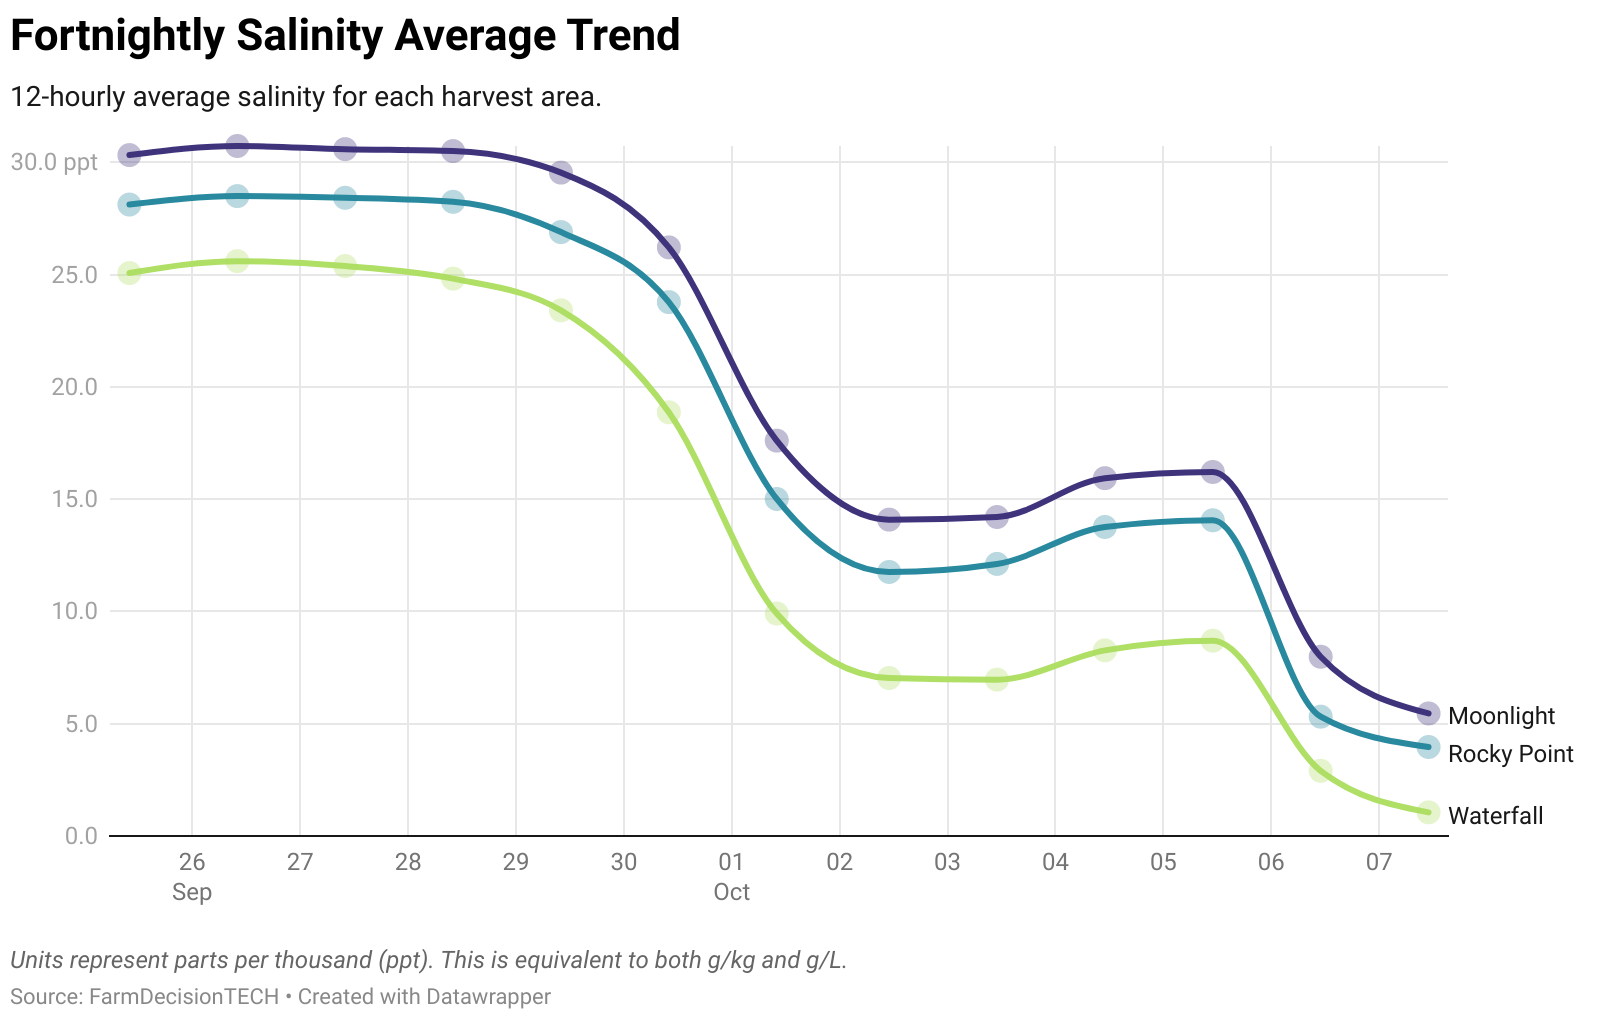 Fortnightly Salinity Average Trend
12-hourly average salinity for each harvest area.
30.0 ppt
25.0
20.0
15.0
10.0
5.0
0.0
Moonlight
Rocky Point
Waterfall
26 27 28 29 30 01 02 03 04 05 06 07
Sep Oct
Units represent parts per thousand (ppt). This is equivalent to both g/kg and g/L.
Source: FarmDecisionTECH • Created with Datawrapper